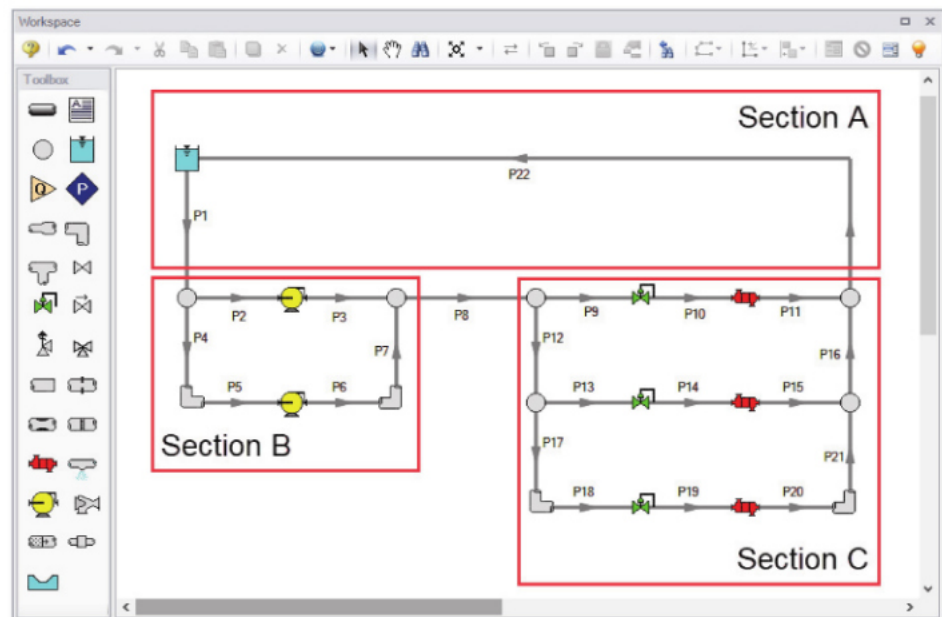 Workspace
Toolbox
Section A
P22
P1
P2
P3
P8
P9
P10
P11
P4
P7
P12
P16
P5
P6
P13
P14
P15
Section B
P17
P21
P18
P19
P20
Section C
A
Q
P